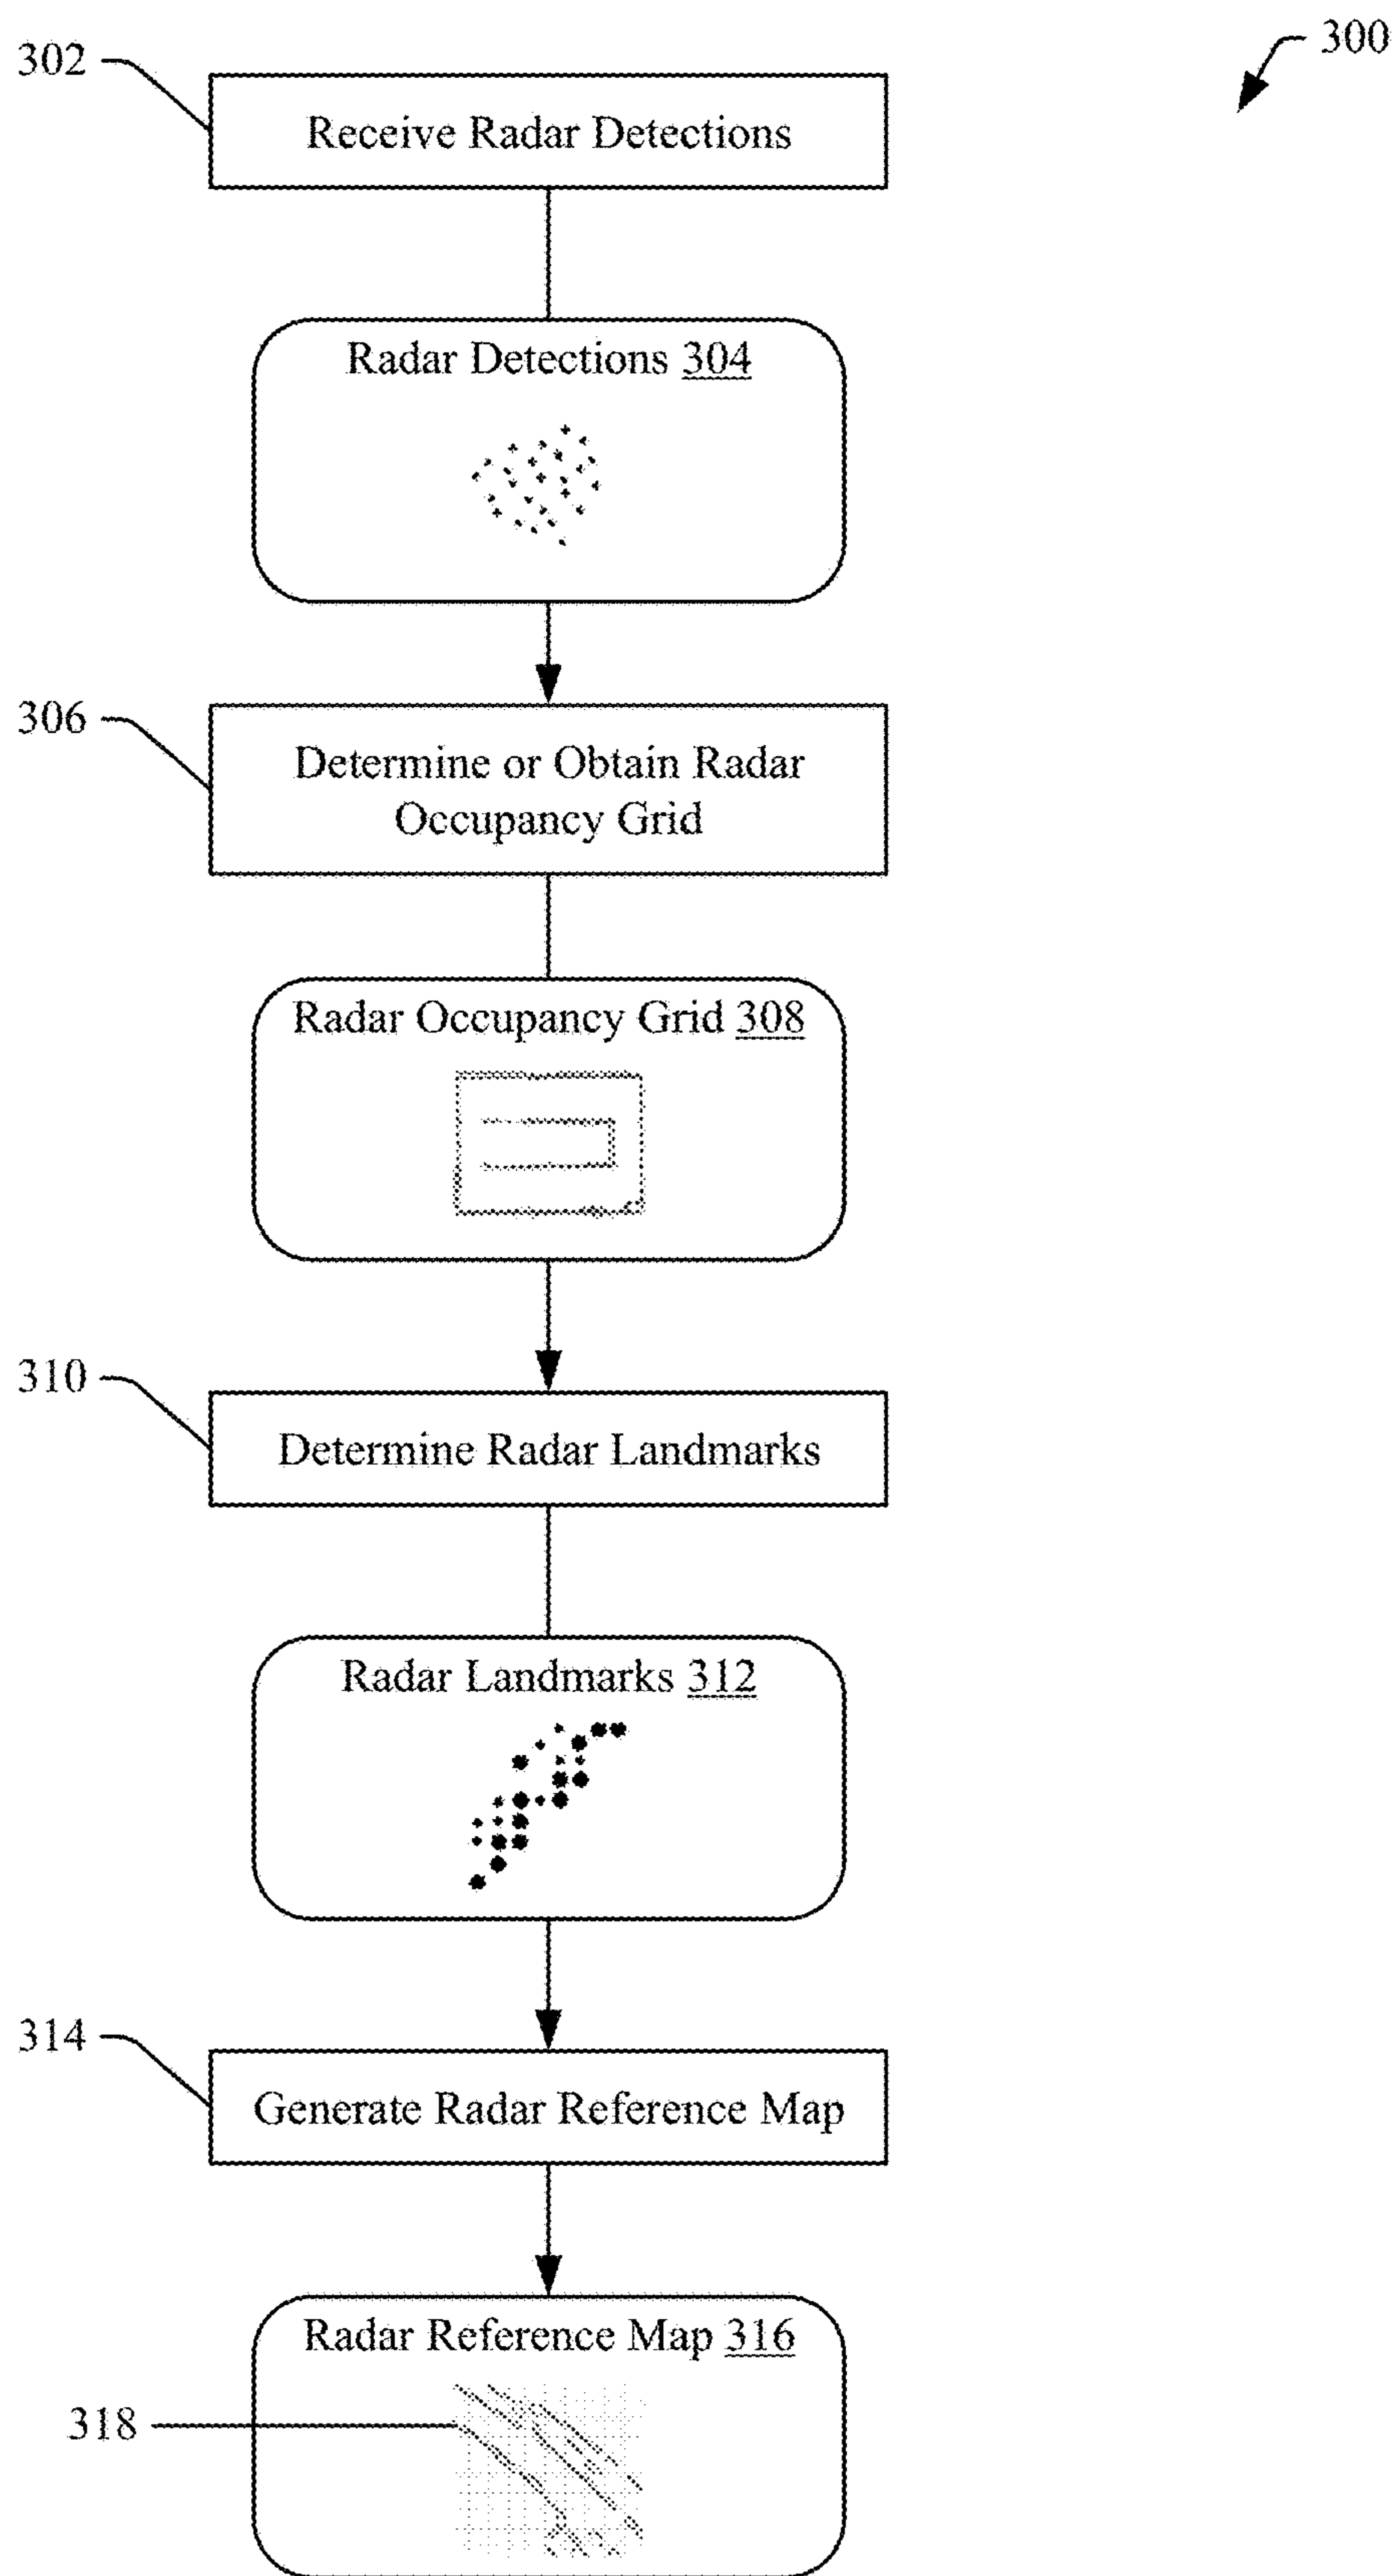 300
302
Receive Radar Detections
Radar Detections 304
306
Determine or Obtain Radar
Occupancy Grid
Radar Occupancy Grid 308
310
Determine Radar Landmarks
Radar Landmarks 312
314
Generate Radar Reference Map
Radar Reference Map 316
318